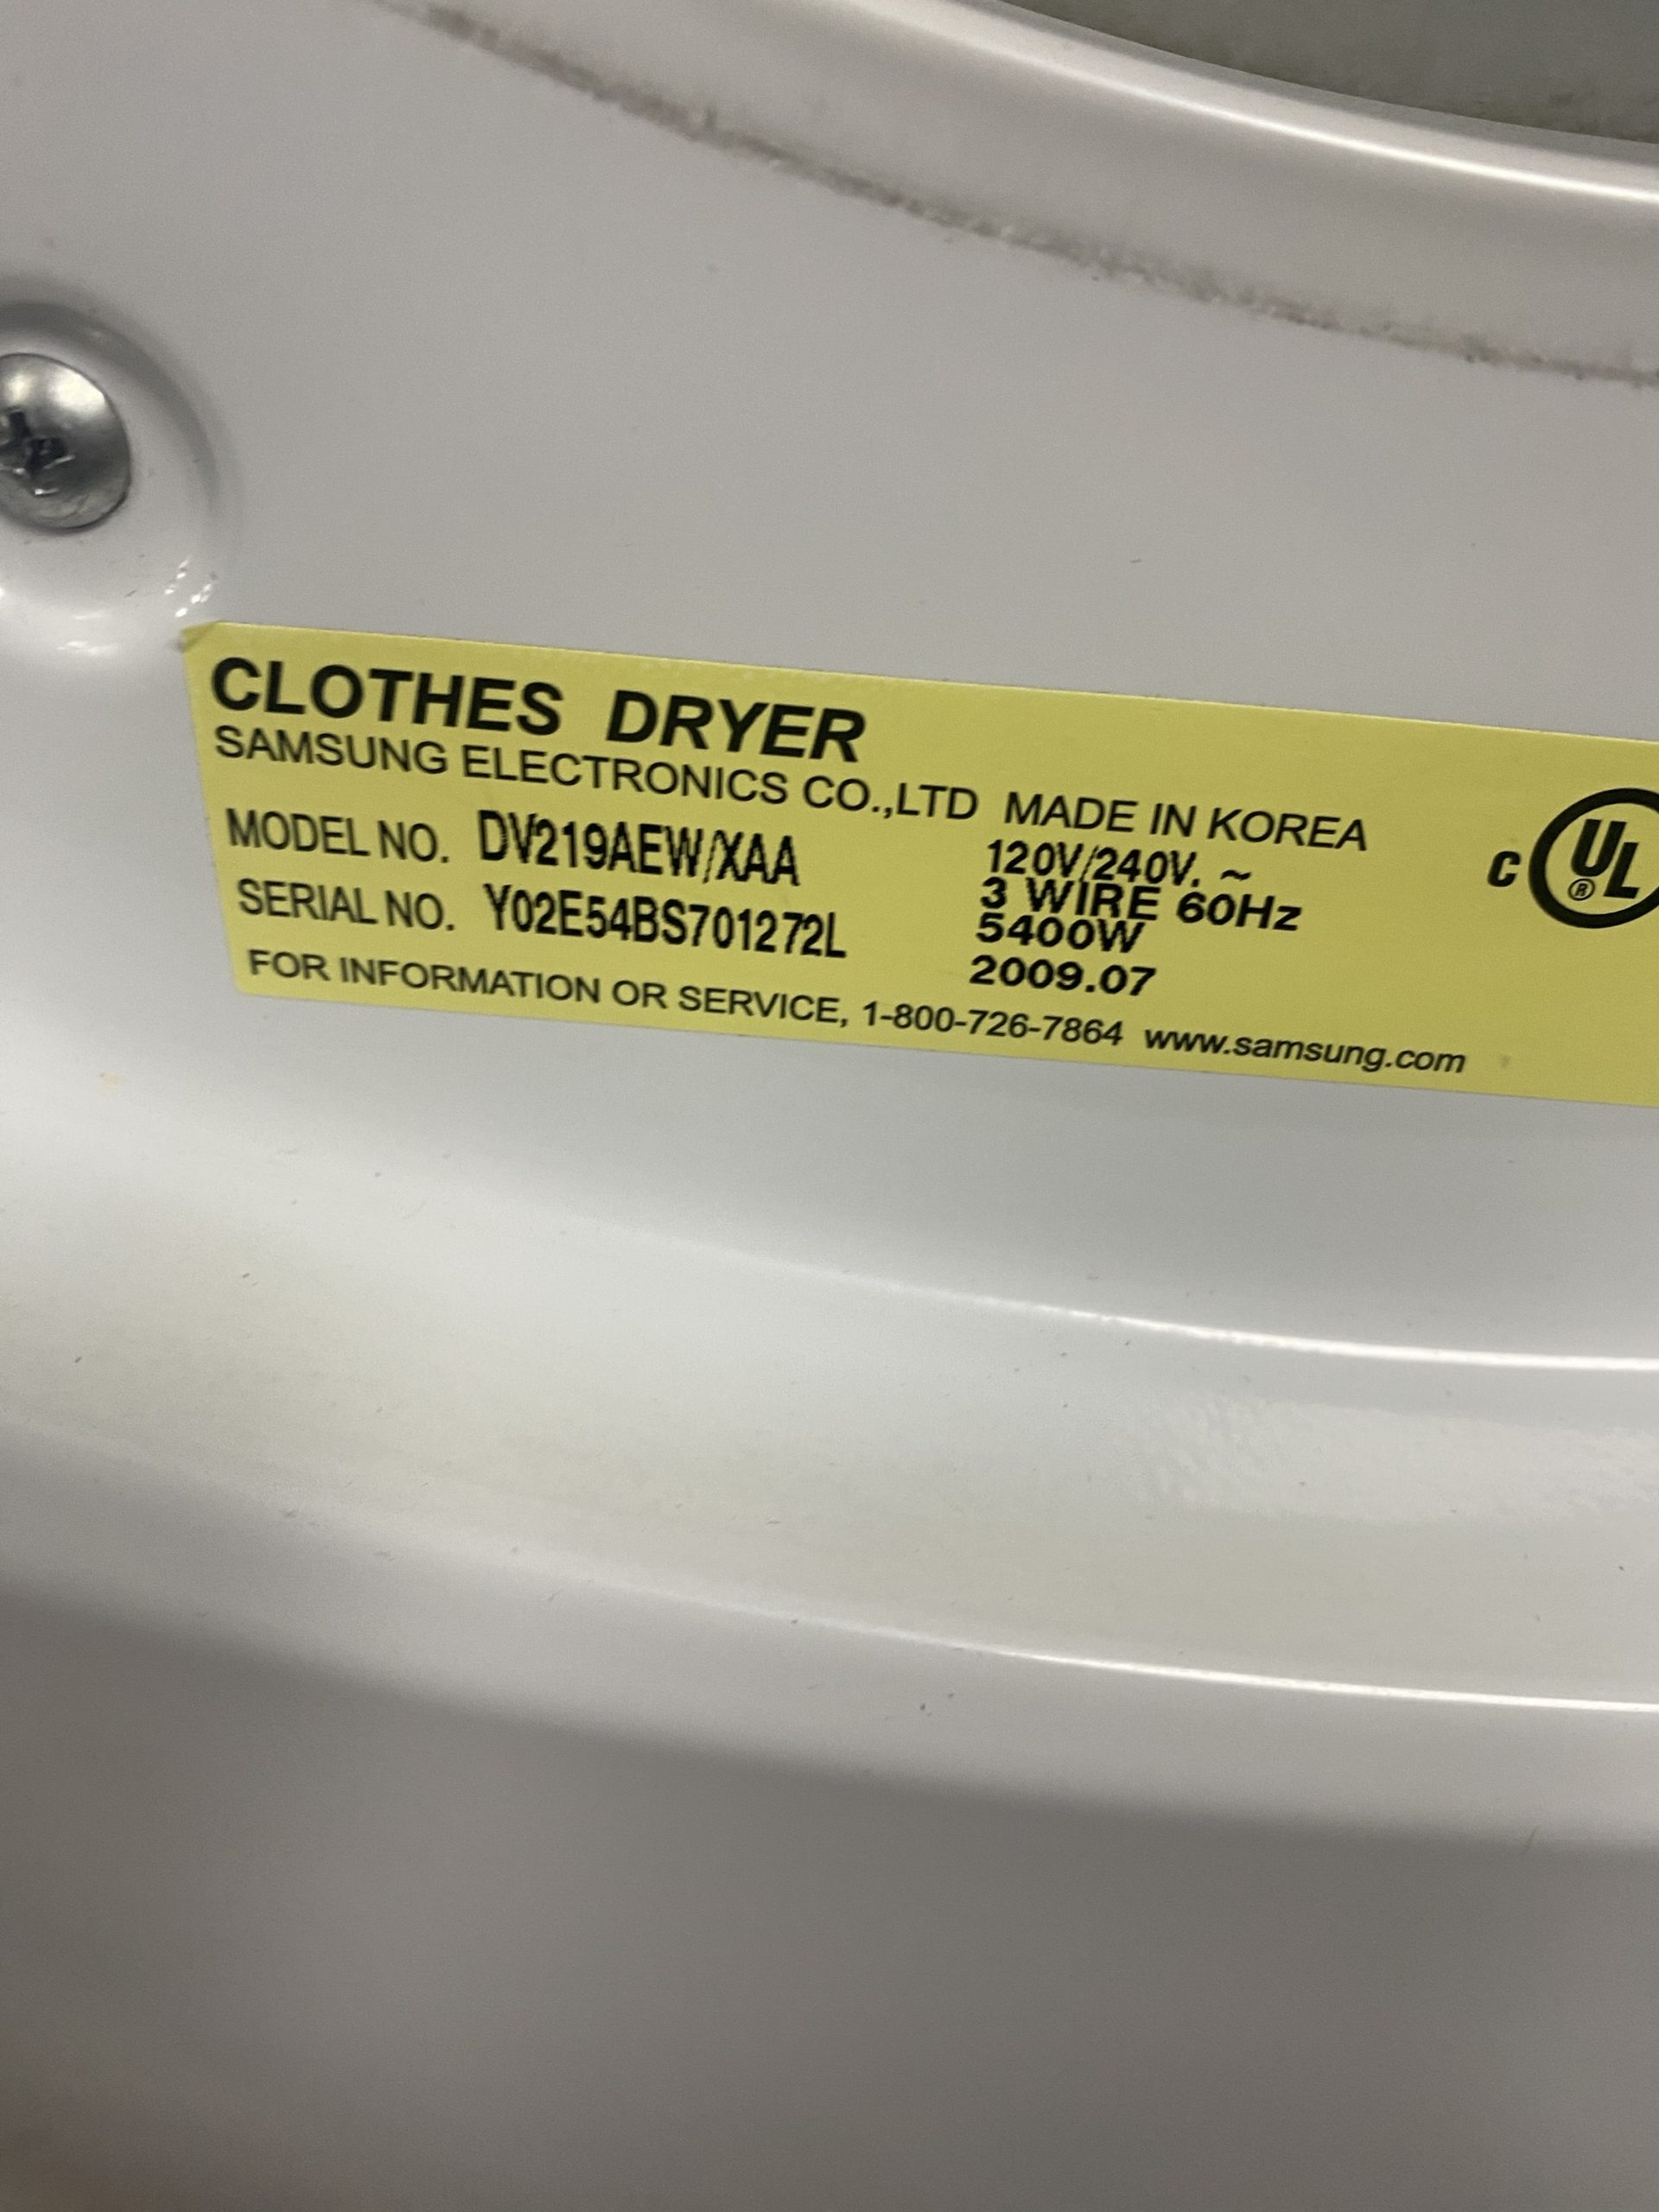 CLOTHES DRYER
SAMSUNG ELECTRONICS CO.,LTD MADE IN KOREA
MODEL NO. DV219AEW/XAA
SERIAL NO. Y02E54BS701272L
120V/240V. ~
3 WIRE 60Hz
5400W
2009.07
FOR INFORMATION OR SERVICE, 1-800-726-7864 www.samsung.com
C UL ®